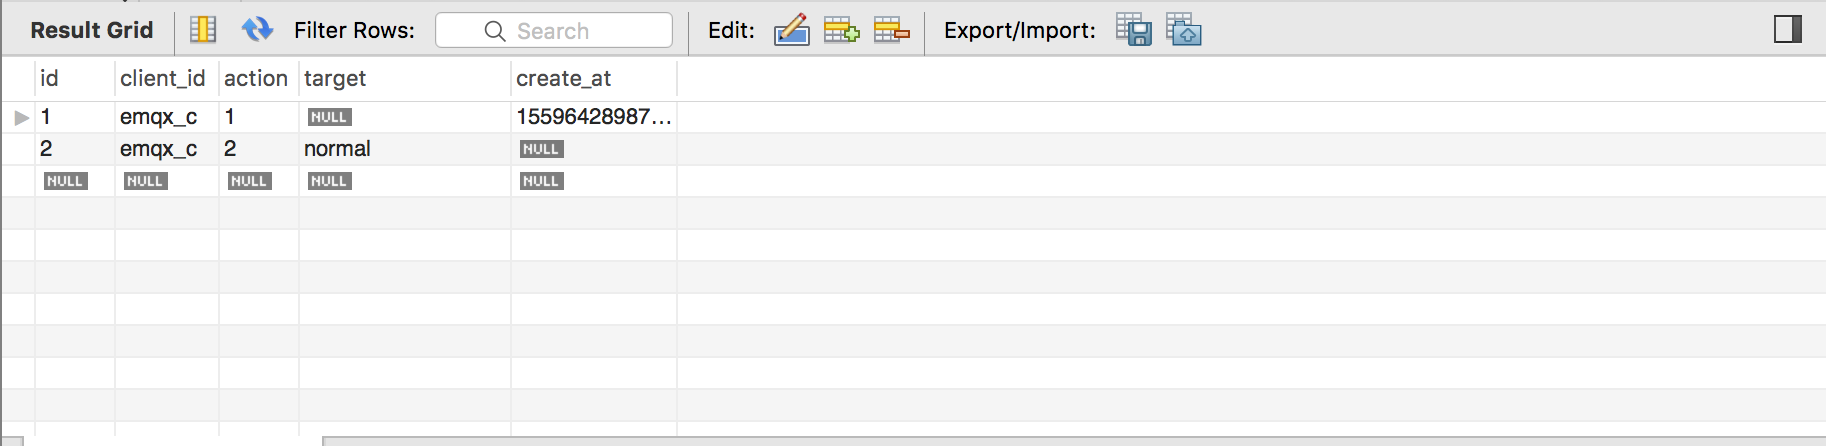 Result Grid Filter Rows: Search Edit: Export/Import:
id client_id action target create_at
1 emqx_c 1 NULL 15596428987...
2 emqx_c 2 normal NULL
NULL NULL NULL NULL NULL